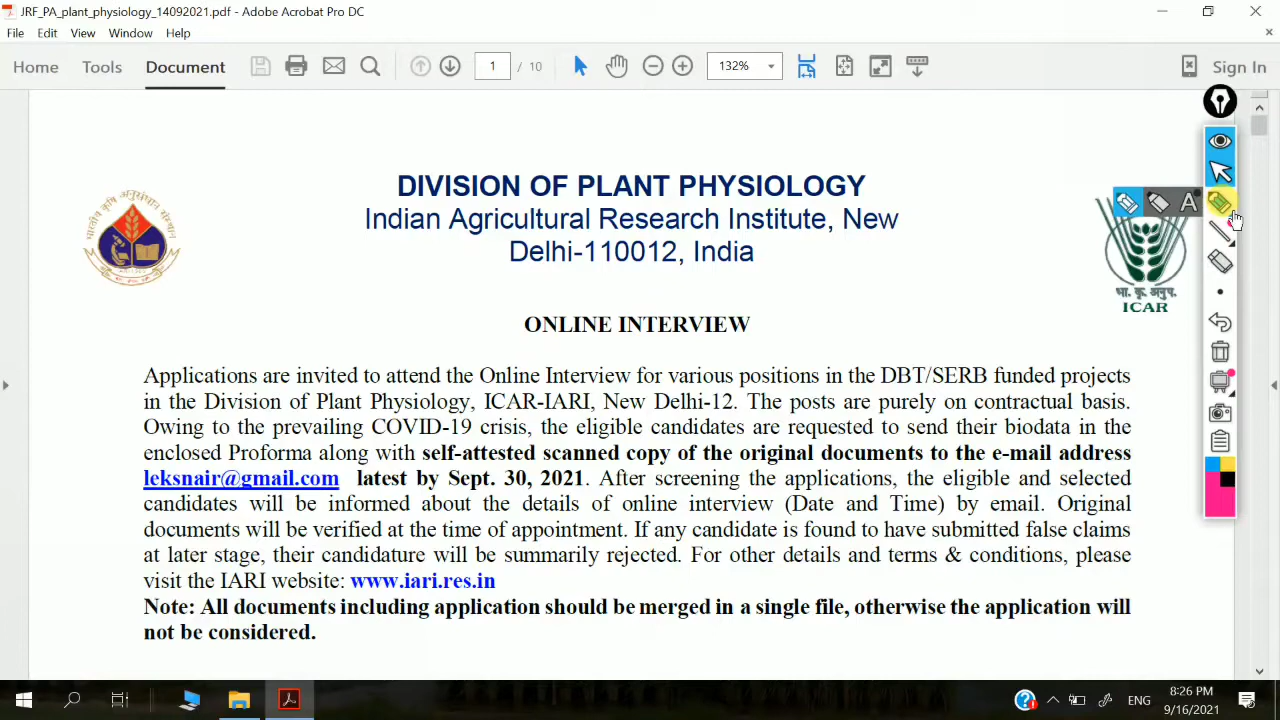 JRF_PA_plant_physiology_14092021.pdf - Adobe Acrobat Pro DC
File Edit View Window Help
Home Tools Document 1 / 10 132% Sign In
DIVISION OF PLANT PHYSIOLOGY
Indian Agricultural Research Institute, New
Delhi-110012, India
A
भा. कृ. अनुप.
ICAR
ONLINE INTERVIEW
Applications are invited to attend the Online Interview for various positions in the DBT/SERB funded projects
in the Division of Plant Physiology, ICAR-IARI, New Delhi-12. The posts are purely on contractual basis.
Owing to the prevailing COVID-19 crisis, the eligible candidates are requested to send their biodata in the
enclosed Proforma along with self-attested scanned copy of the original documents to the e-mail address
leksnair@gmail.com latest by Sept. 30, 2021. After screening the applications, the eligible and selected
candidates will be informed about the details of online interview (Date and Time) by email. Original
documents will be verified at the time of appointment. If any candidate is found to have submitted false claims
at later stage, their candidature will be summarily rejected. For other details and terms & conditions, please
visit the IARI website: www.iari.res.in
Note: All documents including application should be merged in a single file, otherwise the application will
not be considered.
ENG
8:26 PM
9/16/2021